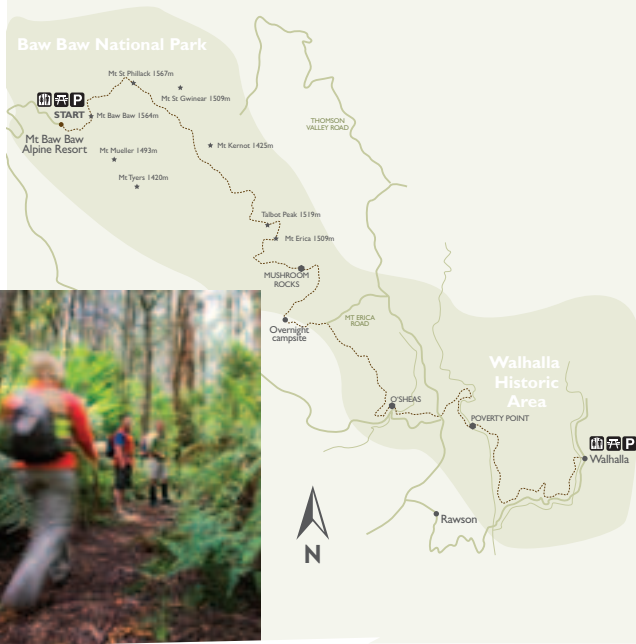 Baw Baw National Park
Mt St Phillack 1567m
Mt St Gwinear 1509m
P
START
Mt Baw Baw 1564m
Mt Baw Baw
Alpine Resort
Mt Mueller 1493m
Mt Kernot 1425m
Mt Tyers 1420m
THOMSON
VALLEY ROAD
Talbot Peak 1519m
Mt Erica 1509m
MUSHROOM
ROCKS
MT ERICA
ROAD
Overnight
campsite
Walhalla
Historic
Area
O'SHEAS
POVERTY POINT
P
Walhalla
Rawson
N